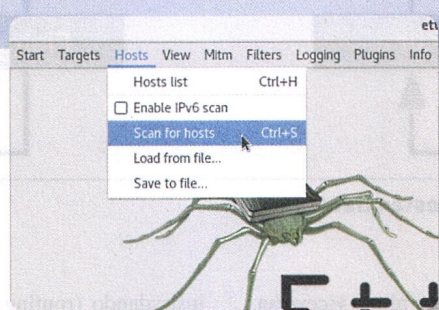 Start Targets Hosts View Mitm Filters Logging Plugins Info
Hosts list Ctrl+H
Enable IPv6 scan
Scan for hosts Ctrl+S
Load from file...
Save to file...